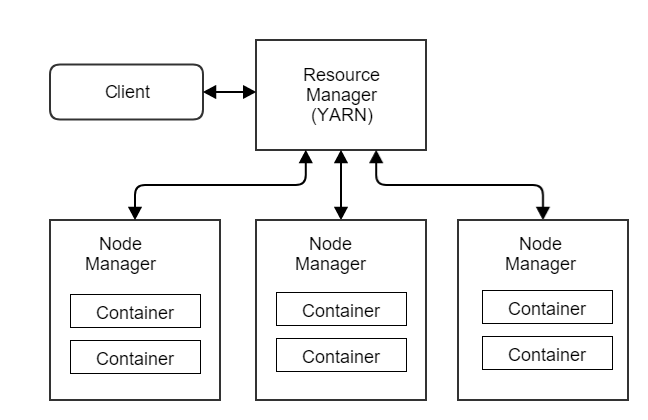 Client
Resource
Manager
(YARN)
Node
Manager
Container
Container
Node
Manager
Container
Container
Node
Manager
Container
Container